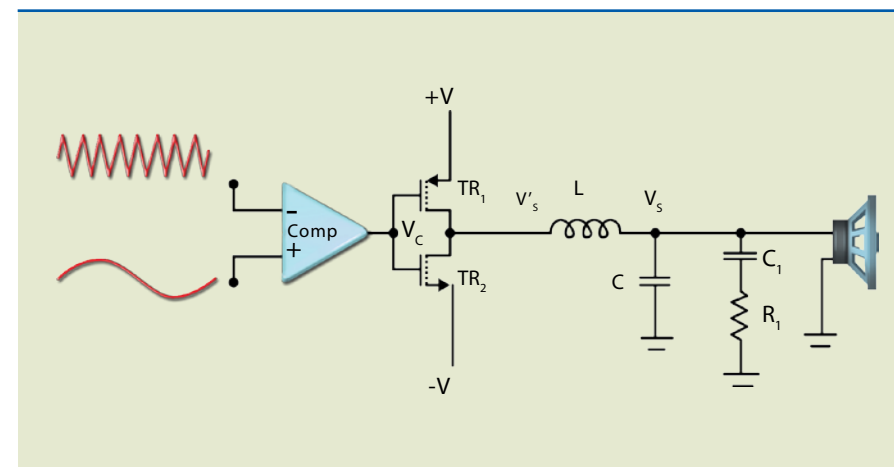 +V
TR1
V's
L
Vs
-
Comp
VC
+
TR2
C
C1
R1
-V